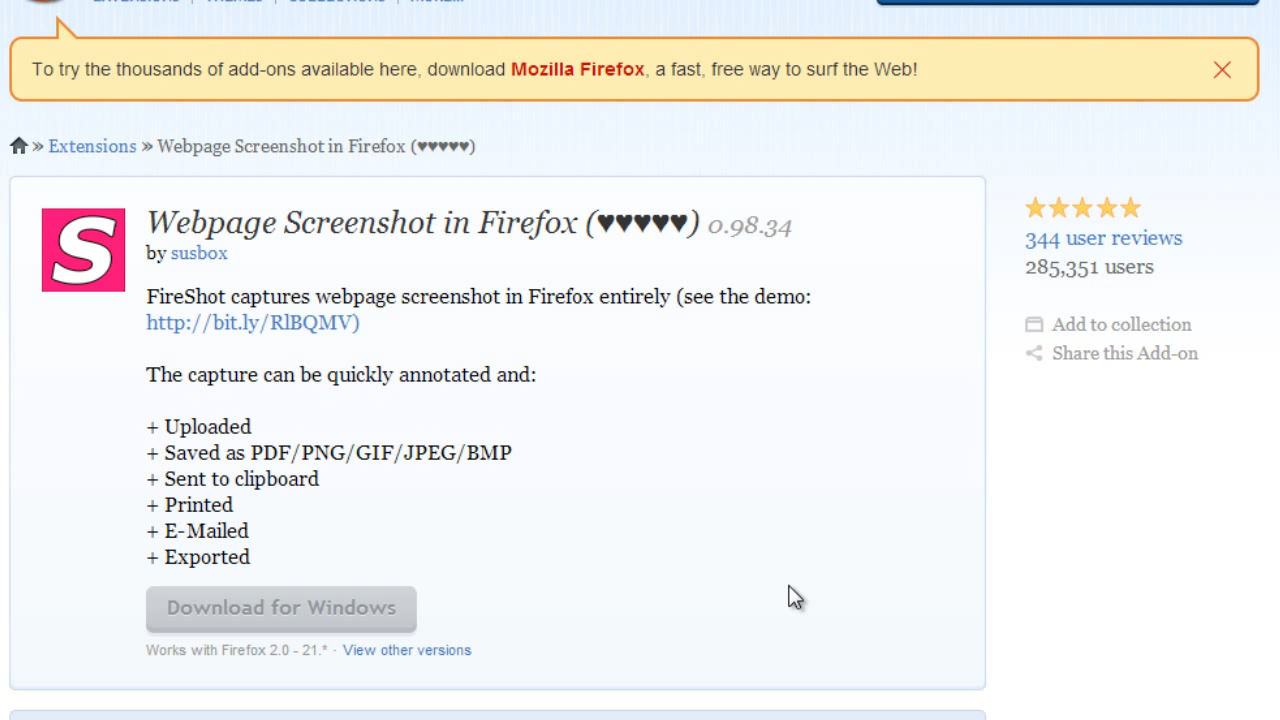 EXTENSIONS | THEMES | COLLECTIONS | MORE...
To try the thousands of add-ons available here, download Mozilla Firefox, a fast, free way to surf the Web!
» Extensions » Webpage Screenshot in Firefox (♥♥♥♥♥)
S
Webpage Screenshot in Firefox (♥♥♥♥♥) 0.98.34
by susbox
FireShot captures webpage screenshot in Firefox entirely (see the demo:
http://bit.ly/RlBQMV)
The capture can be quickly annotated and:
+ Uploaded
+ Saved as PDF/PNG/GIF/JPEG/BMP
+ Sent to clipboard
+ Printed
+ E-Mailed
+ Exported
Download for Windows
Works with Firefox 2.0 - 21.* · View other versions
344 user reviews
285,351 users
Add to collection
Share this Add-on